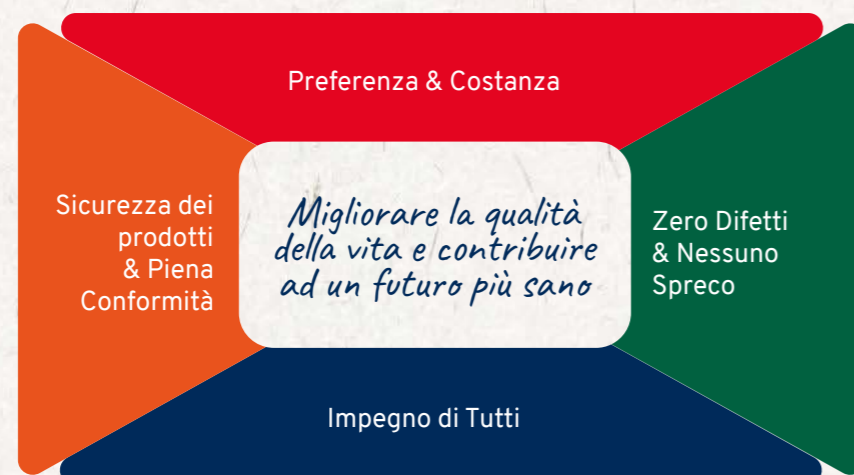 Preferenza & Costanza
Sicurezza dei
prodotti
& Piena
Conformità
Migliorare la qualità
della vita e contribuire
ad un futuro più sano
Zero Difetti
& Nessuno
Spreco
Impegno di Tutti